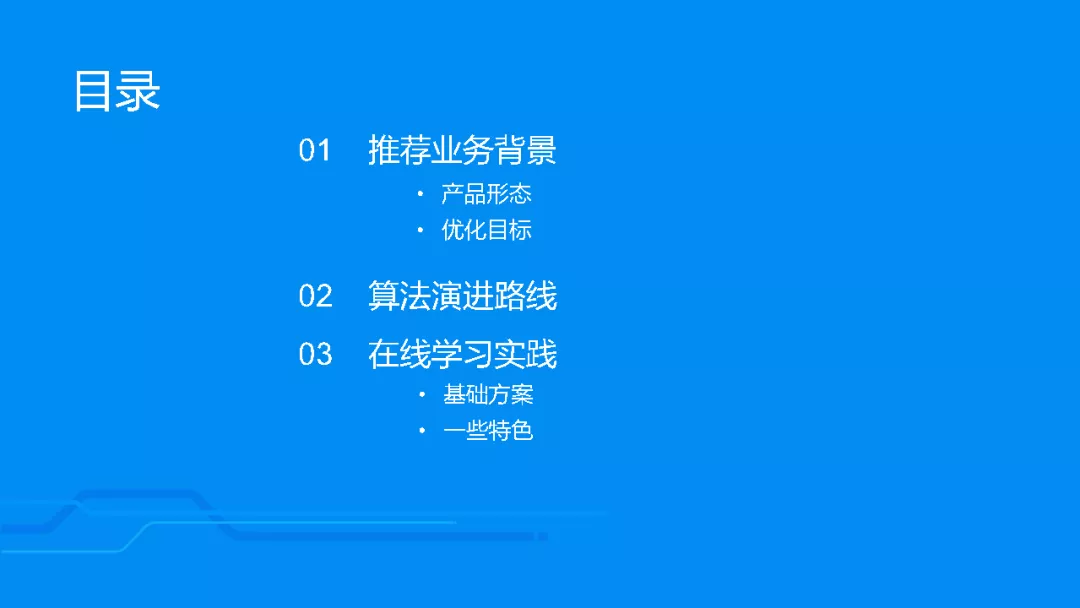 目录
01 推荐业务背景
• 产品形态
• 优化目标
02 算法演进路线
03 在线学习实践
• 基础方案
• 一些特色